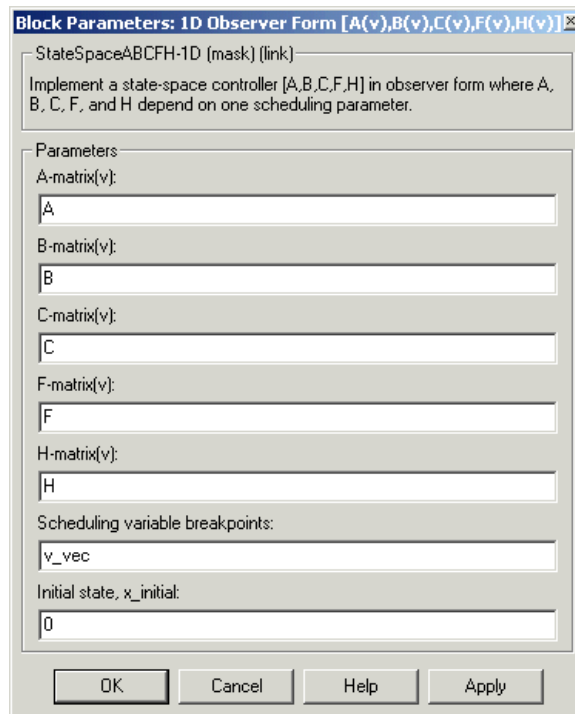 Block Parameters: 1D Observer Form [A(v),B(v),C(v),F(v),H(v)]
StateSpaceABCFH-1D (mask) (link)
Implement a state-space controller [A,B,C,F,H] in observer form where A,
B, C, F, and H depend on one scheduling parameter.
Parameters
A-matrix(v):
A
B-matrix(v):
B
C-matrix(v):
C
F-matrix(v):
F
H-matrix(v):
H
Scheduling variable breakpoints:
v_vec
Initial state, x_initial:
0
OK Cancel Help Apply